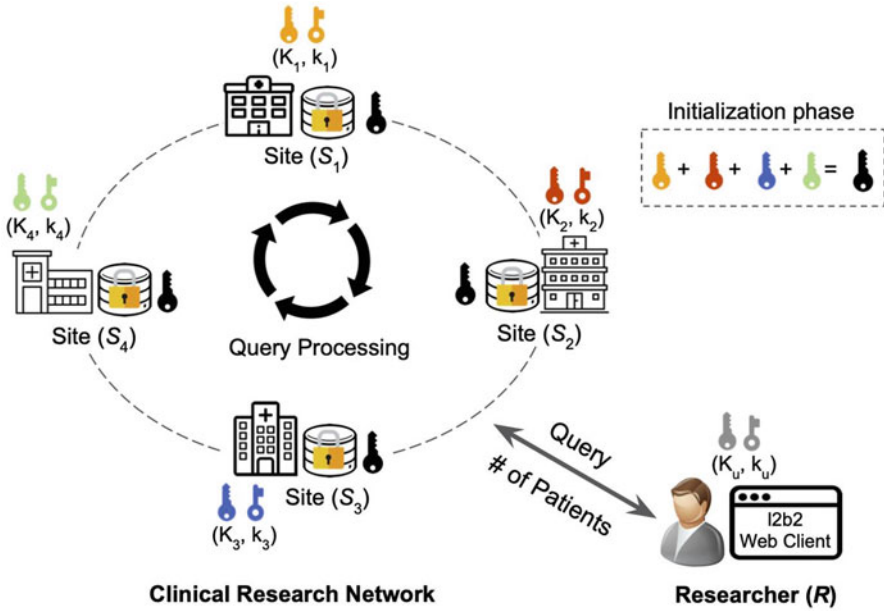 (K₁, k₁)
Site (S₁)
Initialization phase
+ + + =
(K₄, k₄)
(K₂, k₂)
Site (S₄)
Query Processing
Site (S₂)
Site (S₃)
(K₃, k₃)
Query
# of Patients
(Kᵤ, kᵤ)
I2b2
Web Client
Clinical Research Network
Researcher (R)